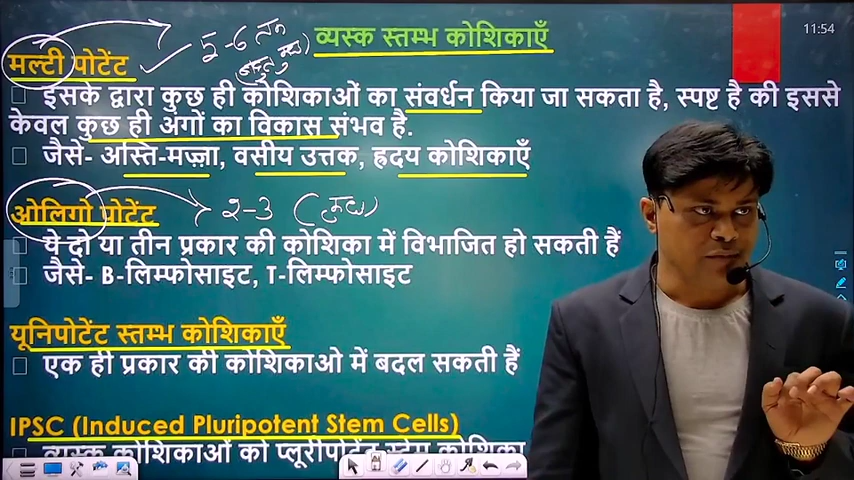 व्यस्क स्तम्भ कोशिकाएँ
11:54
5-6 तक
मल्टी पोटेंट
□ इसके द्वारा कुछ ही कोशिकाओं का संवर्धन किया जा सकता है, स्पष्ट है की इससे
केवल कुछ ही अंगों का विकास संभव है.
□ जैसे- अस्ति-मज्ज़ा, वसीय उत्तक, ह्रदय कोशिकाएँ
ओलिगो पोटेंट
2-3 (कुछ)
□ ये दो या तीन प्रकार की कोशिका में विभाजित हो सकती हैं
□ जैसे- B-लिम्फोसाइट, T-लिम्फोसाइट
यूनिपोटेंट स्तम्भ कोशिकाएँ
□ एक ही प्रकार की कोशिकाओ में बदल सकती हैं
IPSC (Induced Pluripotent Stem Cells)
□ व्यस्क कोशिकाओं को प्लूरीपोटेंट स्टेम कोशिका